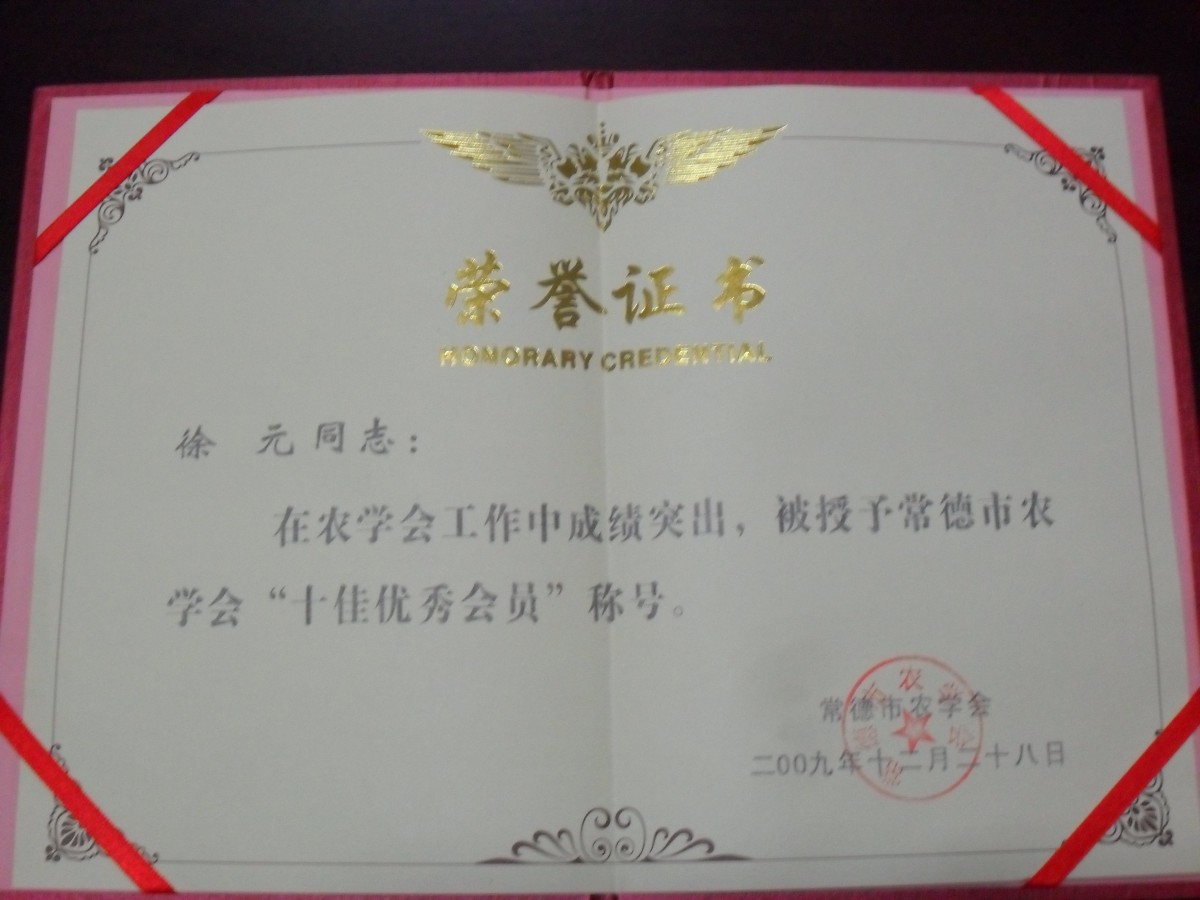 荣誉证书
HONORARY CREDENTIAL
徐 元同志：
在农学会工作中成绩突出，被授予常德市农
学会“十佳优秀会员”称号。
常德市农学会
二00九年十二月二十八日